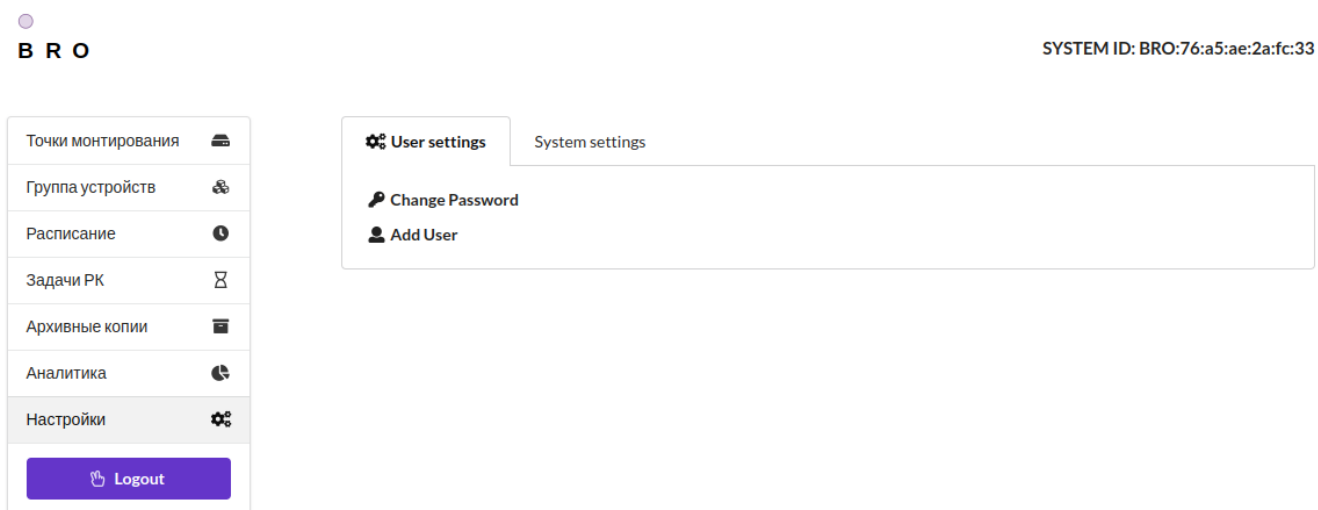 B R O
SYSTEM ID: BRO:76:a5:ae:2a:fc:33
Точки монтирования
Группа устройств
Расписание
Задачи РК
Архивные копии
Аналитика
Настройки
Logout
User settings
System settings
Change Password
Add User